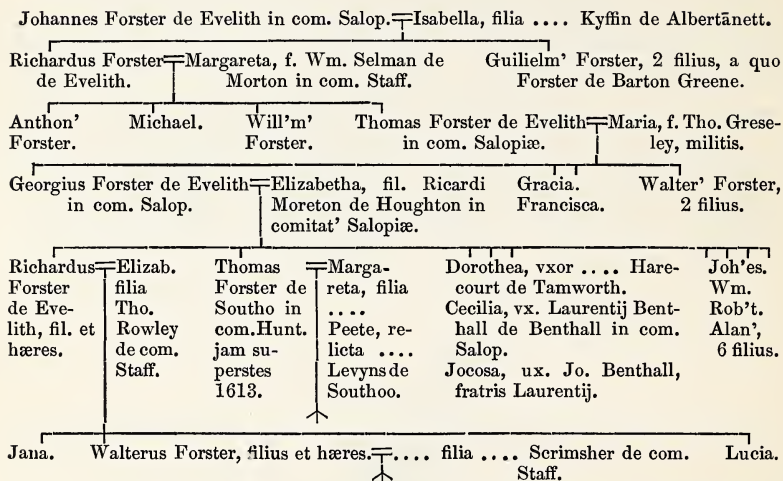 Johannes Forster de Evelith in com. Salop.=Isabella, filia .... Kyffin de Albertānett.
Richardus Forster=Margareta, f. Wm. Selman de
de Evelith. Morton in com. Staff.
Guilielm' Forster, 2 filius, a quo
Forster de Barton Greene.
Anthon'
Forster.
Michael.
Will'm'
Forster.
Thomas Forster de Evelith=Maria, f. Tho. Grese-
in com. Salopiæ. ley, militis.
Georgius Forster de Evelith=Elizabetha, fil. Ricardi
in com. Salop. Moreton de Houghton in
comitat' Salopiæ.
Gracia.
Francisca.
Walter' Forster,
2 filius.
Richardus=Elizab.
Forster filia
de Eve- Tho.
lith, fil. et Rowley
hæres. de com.
Staff.
Thomas =Marga-
Forster de reta, filia
Southo in ....
com. Hunt. Peete, re-
jam su- licta ....
perstes Levyns de
1613. Southoo.
Dorothea, vxor .... Hare-
court de Tamworth.
Cecilia, vx. Laurentij Bent-
hall de Benthall in com.
Salop.
Jocosa, ux. Jo. Benthall,
fratris Laurentij.
Joh'es.
Wm.
Rob't.
Alan',
6 filius.
Jana. Walterus Forster, filius et hæres.=.... filia .... Scrimsher de com. Lucia.
Staff.